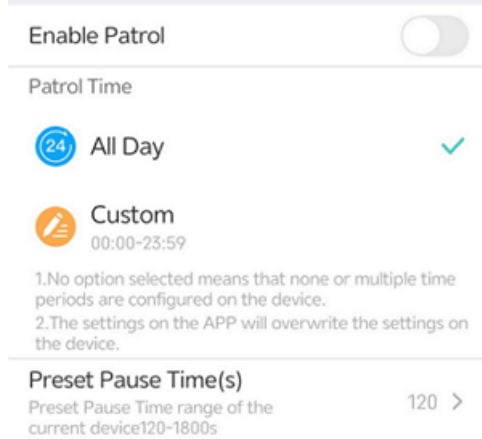 Enable Patrol
Patrol Time
24 All Day
Custom
00:00-23:59
1.No option selected means that none or multiple time
periods are configured on the device.
2.The settings on the APP will overwrite the settings on
the device.
Preset Pause Time(s)
120 >
Preset Pause Time range of the
current device120-1800s